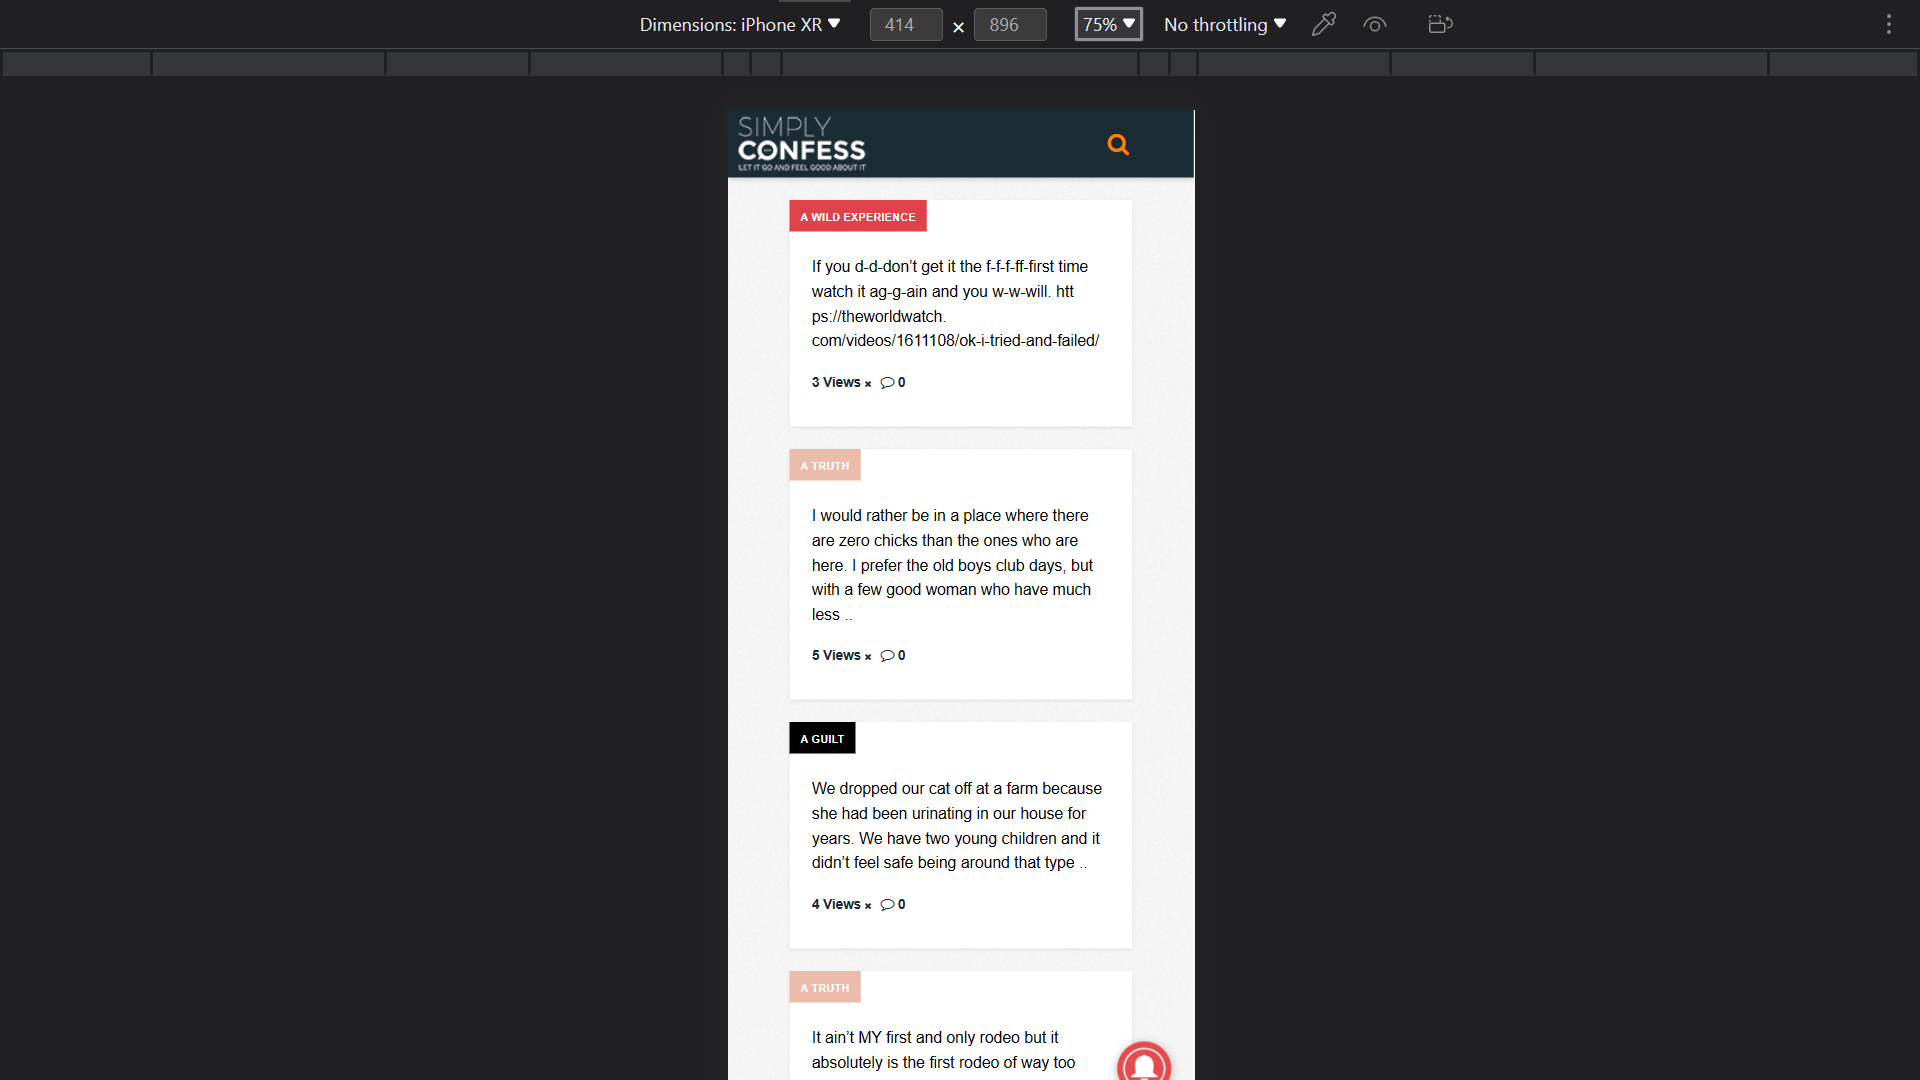 Dimensions: iPhone XR
414 × 896
75%
No throttling
SIMPLY
CONFESS
LET IT GO AND FEEL GOOD ABOUT IT
A WILD EXPERIENCE
If you d-d-don’t get it the f-f-f-ff-first time
watch it ag-g-ain and you w-w-will. htt
ps://theworldwatch.
com/videos/1611108/ok-i-tried-and-failed/
3 Views × 0
A TRUTH
I would rather be in a place where there
are zero chicks than the ones who are
here. I prefer the old boys club days, but
with a few good woman who have much
less ..
5 Views × 0
A GUILT
We dropped our cat off at a farm because
she had been urinating in our house for
years. We have two young children and it
didn’t feel safe being around that type ..
4 Views × 0
A TRUTH
It ain’t MY first and only rodeo but it
absolutely is the first rodeo of way too